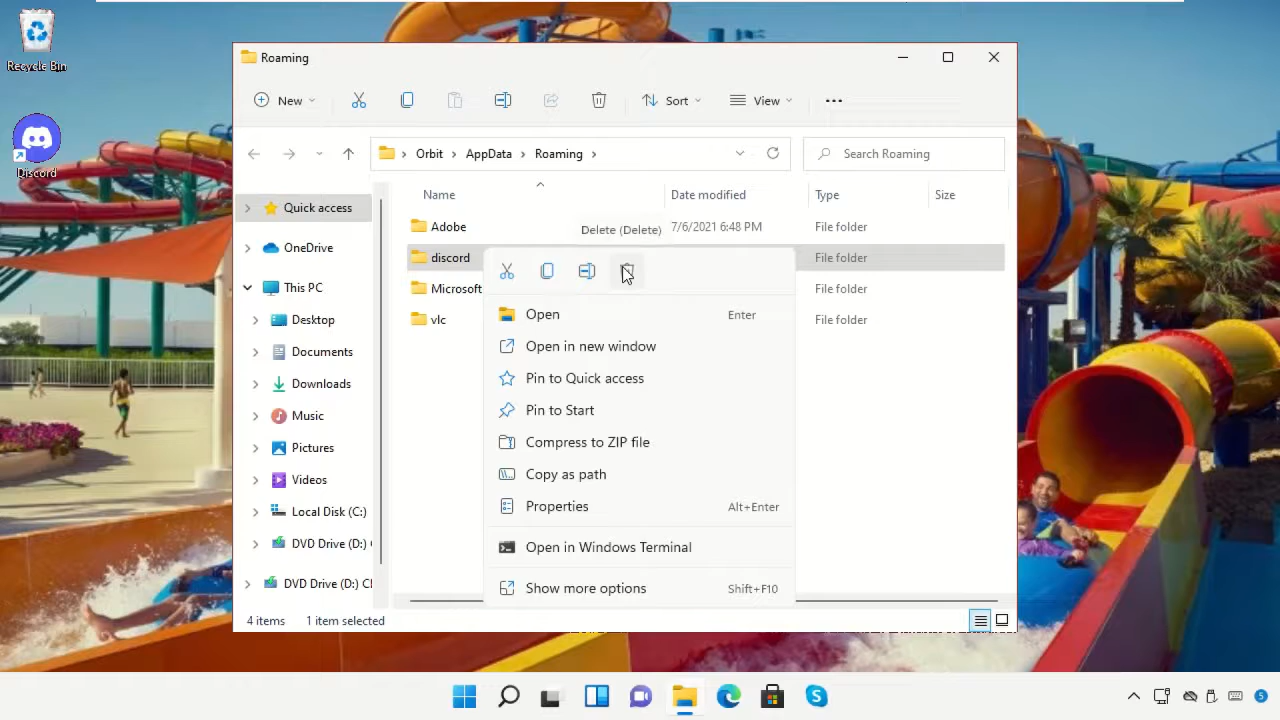 Recycle Bin
Discord
Roaming
New
Sort
View
Orbit
AppData
Roaming
Search Roaming
Name
Date modified
Type
Size
Quick access
OneDrive
This PC
Desktop
Documents
Downloads
Music
Pictures
Videos
Local Disk (C:)
DVD Drive (D:) (
DVD Drive (D:) C
Adobe
7/6/2021 6:48 PM
File folder
Delete (Delete)
discord
File folder
Microsoft
File folder
vlc
File folder
Open
Enter
Open in new window
Pin to Quick access
Pin to Start
Compress to ZIP file
Copy as path
Properties
Alt+Enter
Open in Windows Terminal
Show more options
Shift+F10
4 items
1 item selected
5